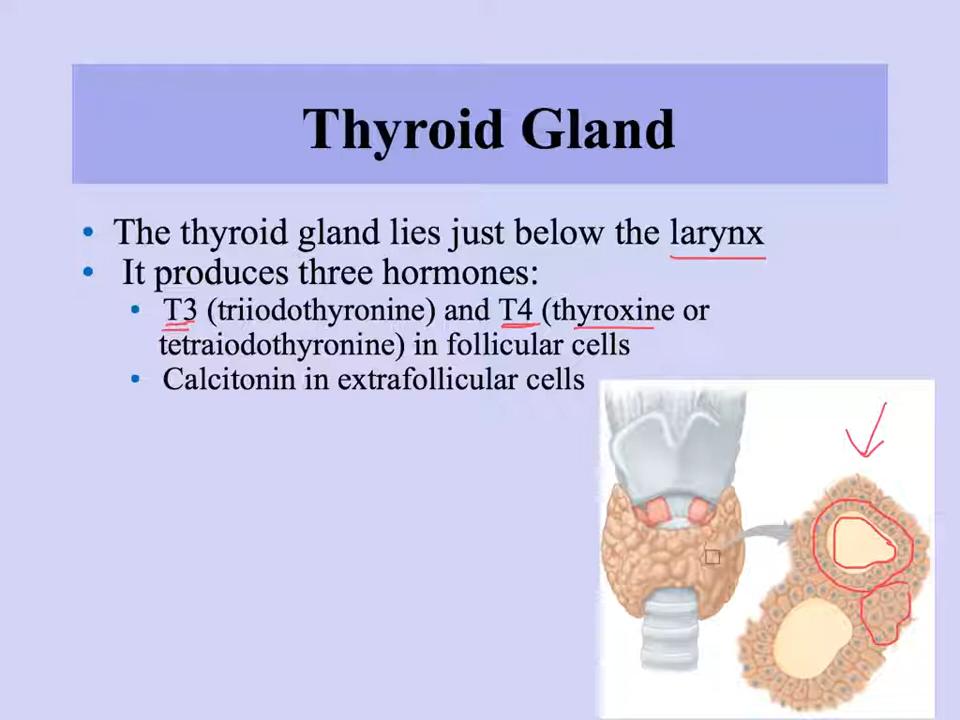 Thyroid Gland
• The thyroid gland lies just below the larynx
• It produces three hormones:
• T3 (triiodothyronine) and T4 (thyroxine or
tetraiodothyronine) in follicular cells
• Calcitonin in extrafollicular cells